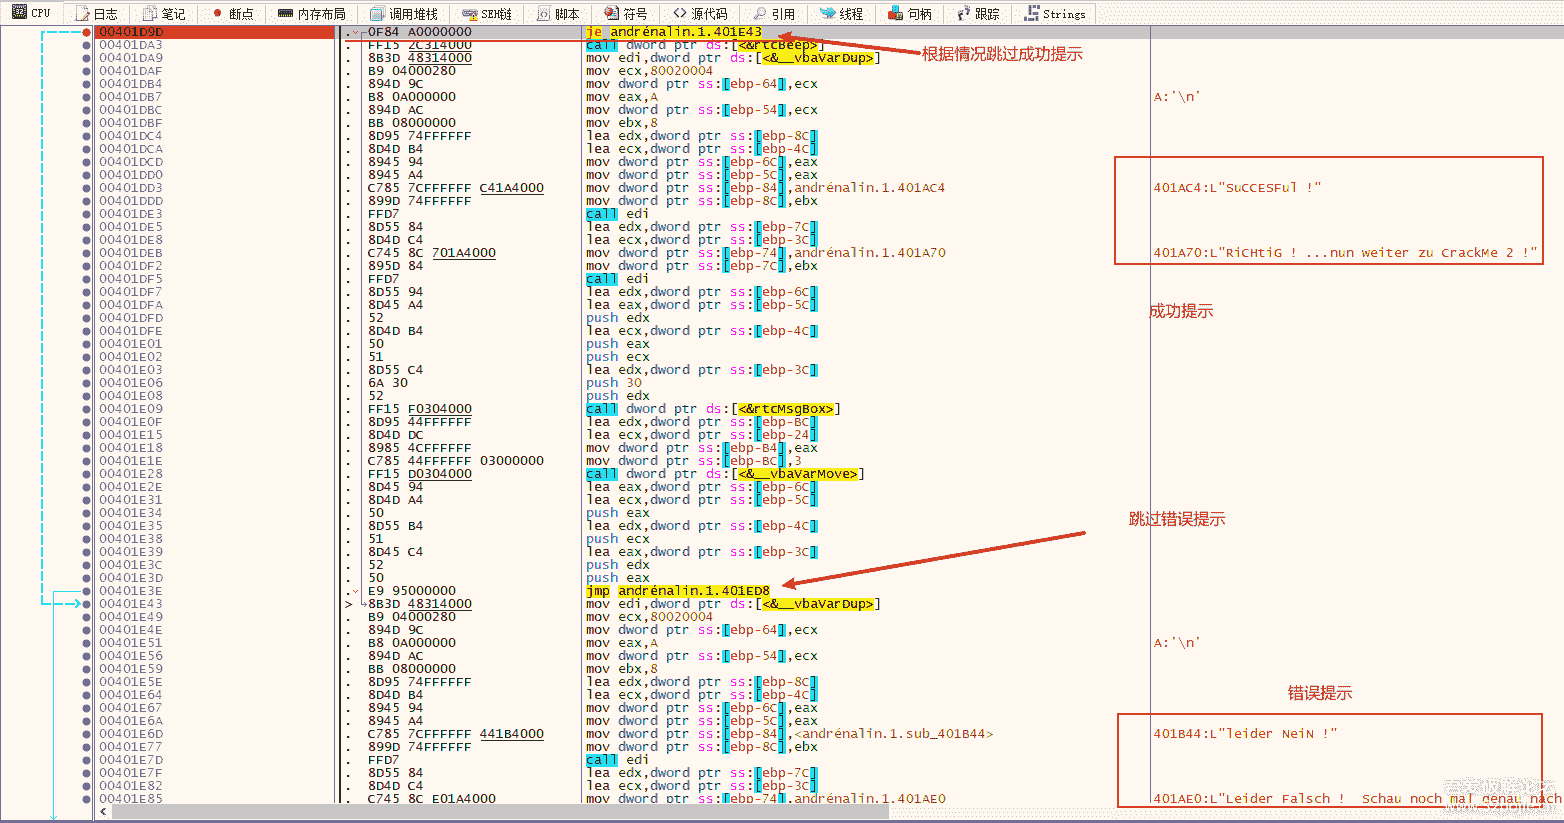 CPU 日志 笔记 断点 内存布局 调用堆栈 SEH链 脚本 符号 源代码 引用 线程 句柄 跟踪 Strings
00401D9D . 0F84 A0000000 je andrénalin.1.401E43
00401DA3 . FF15 2C314000 call dword ptr ds:[<&rtcBeep>]
根据情况跳过成功提示
00401DA9 . 8B3D 48314000 mov edi,dword ptr ds:[<&__vbaVarDup>]
00401DAF . B9 04000280 mov ecx,80020004
00401DB4 . 894D 9C mov dword ptr ss:[ebp-64],ecx
00401DB7 . B8 0A000000 mov eax,A A:'\n'
00401DBC . 894D AC mov dword ptr ss:[ebp-54],ecx
00401DBF . BB 08000000 mov ebx,8
00401DC4 . 8D95 74FFFFFF lea edx,dword ptr ss:[ebp-8C]
00401DCA . 8D4D B4 lea ecx,dword ptr ss:[ebp-4C]
00401DCD . 8945 94 mov dword ptr ss:[ebp-6C],eax
00401DD0 . 8945 A4 mov dword ptr ss:[ebp-5C],eax
00401DD3 . C785 7CFFFFFF C41A4000 mov dword ptr ss:[ebp-84],andrénalin.1.401AC4 401AC4:L"SuCCESFul !"
00401DDD . 899D 74FFFFFF mov dword ptr ss:[ebp-8C],ebx
00401DE3 . FFD7 call edi
00401DE5 . 8D55 84 lea edx,dword ptr ss:[ebp-7C]
00401DE8 . 8D4D C4 lea ecx,dword ptr ss:[ebp-3C]
00401DEB . C745 8C 701A4000 mov dword ptr ss:[ebp-74],andrénalin.1.401A70 401A70:L"RiCHtiG ! ...nun weiter zu CrackMe 2 !"
00401DF2 . 895D 84 mov dword ptr ss:[ebp-7C],ebx
00401DF5 . FFD7 call edi
00401DF7 . 8D55 94 lea edx,dword ptr ss:[ebp-6C]
00401DFA . 8D45 A4 lea eax,dword ptr ss:[ebp-5C]
成功提示
00401DFD . 52 push edx
00401DFE . 8D4D B4 lea ecx,dword ptr ss:[ebp-4C]
00401E01 . 50 push eax
00401E02 . 51 push ecx
00401E03 . 8D55 C4 lea edx,dword ptr ss:[ebp-3C]
00401E06 . 6A 30 push 30
00401E08 . 52 push edx
00401E09 . FF15 F0304000 call dword ptr ds:[<&rtcMsgBox>]
00401E0F . 8D95 44FFFFFF lea edx,dword ptr ss:[ebp-BC]
00401E15 . 8D4D DC lea ecx,dword ptr ss:[ebp-24]
00401E18 . 8985 4CFFFFFF mov dword ptr ss:[ebp-B4],eax
00401E1E . C785 44FFFFFF 03000000 mov dword ptr ss:[ebp-BC],3
00401E28 . FF15 D0304000 call dword ptr ds:[<&__vbaVarMove>]
00401E2E . 8D45 94 lea eax,dword ptr ss:[ebp-6C]
00401E31 . 8D4D A4 lea ecx,dword ptr ss:[ebp-5C]
00401E34 . 50 push eax
跳过错误提示
00401E35 . 8D55 B4 lea edx,dword ptr ss:[ebp-4C]
00401E38 . 51 push ecx
00401E39 . 8D45 C4 lea eax,dword ptr ss:[ebp-3C]
00401E3C . 52 push edx
00401E3D . 50 push eax
00401E3E . E9 95000000 jmp andrénalin.1.401ED8
00401E43 > 8B3D 48314000 mov edi,dword ptr ds:[<&__vbaVarDup>]
00401E49 . B9 04000280 mov ecx,80020004
00401E4E . 894D 9C mov dword ptr ss:[ebp-64],ecx
00401E51 . B8 0A000000 mov eax,A A:'\n'
00401E56 . 894D AC mov dword ptr ss:[ebp-54],ecx
00401E59 . BB 08000000 mov ebx,8
00401E5E . 8D95 74FFFFFF lea edx,dword ptr ss:[ebp-8C]
00401E64 . 8D4D B4 lea ecx,dword ptr ss:[ebp-4C]
错误提示
00401E67 . 8945 94 mov dword ptr ss:[ebp-6C],eax
00401E6A . 8945 A4 mov dword ptr ss:[ebp-5C],eax
00401E6D . C785 7CFFFFFF 441B4000 mov dword ptr ss:[ebp-84],<andrénalin.1.sub_401B44> 401B44:L"leider NeiN !"
00401E77 . 899D 74FFFFFF mov dword ptr ss:[ebp-8C],ebx
00401E7D . FFD7 call edi
00401E7F . 8D55 84 lea edx,dword ptr ss:[ebp-7C]
00401E82 . 8D4D C4 lea ecx,dword ptr ss:[ebp-3C]
00401E85 . C745 8C E01A4000 mov dword ptr ss:[ebp-74],andrénalin.1.401AE0 401AE0:L"Leider Falsch ! Schau noch mal genau nach